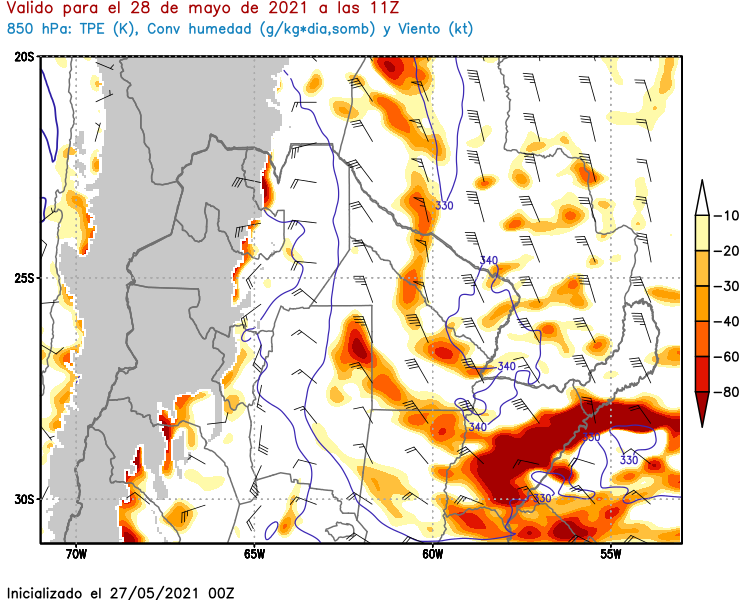 Valido para el 28 de mayo de 2021 a las 11Z
850 hPa: TPE (K), Conv humedad (g/kg*dia,somb) y Viento (kt)
20S
330
-10
25S
340
-20
-30
-40
340
-60
-80
340
330
330
30S
330
70W 65W 60W 55W
Inicializado el 27/05/2021 00Z